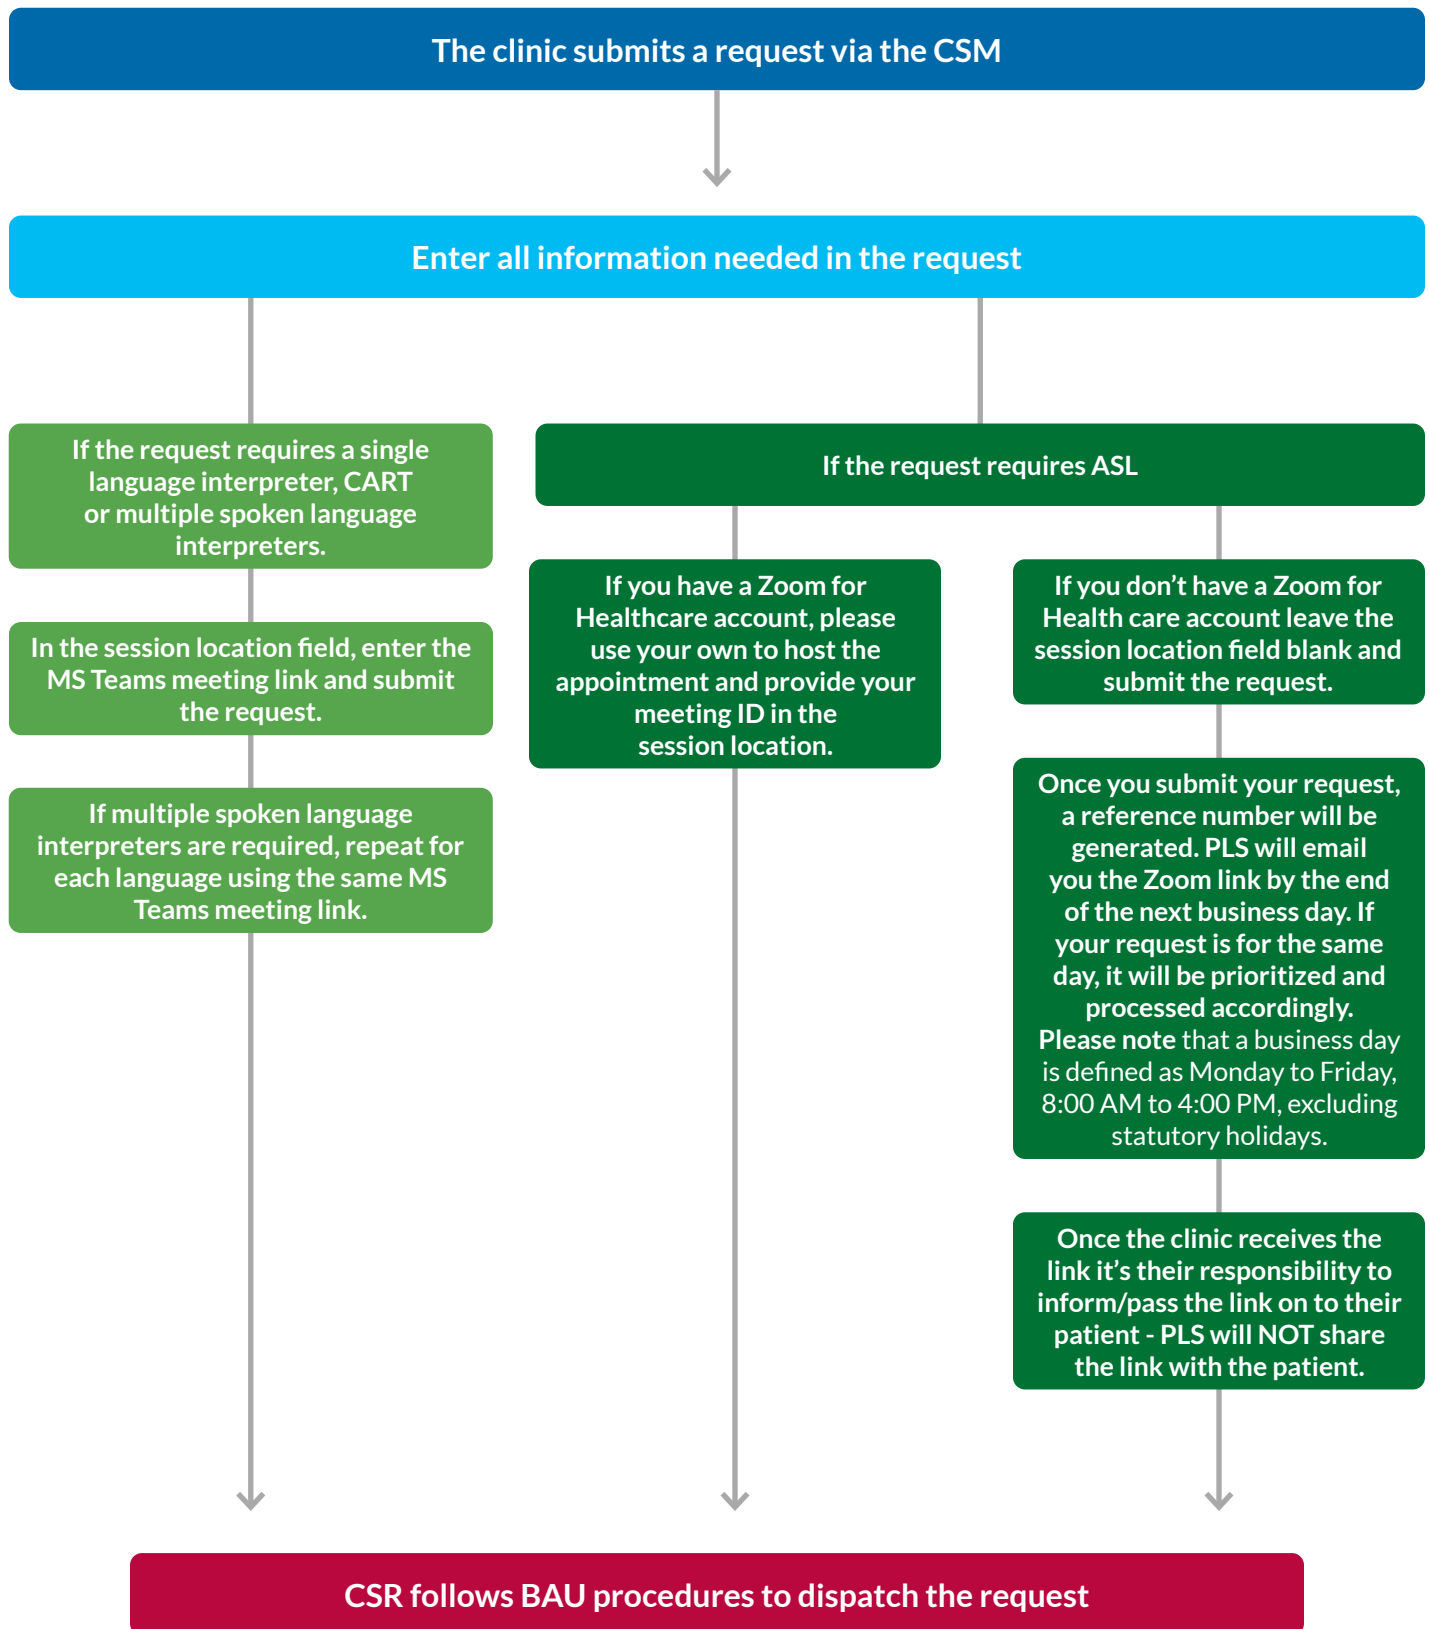 The clinic submits a request via the CSM
Enter all information needed in the request
If the request requires a single
language interpreter, CART
or multiple spoken language
interpreters.
In the session location field, enter the
MS Teams meeting link and submit
the request.
If multiple spoken language
interpreters are required, repeat for
each language using the same MS
Teams meeting link.
If the request requires ASL
If you have a Zoom for
Healthcare account, please
use your own to host the
appointment and provide your
meeting ID in the
session location.
If you don’t have a Zoom for
Health care account leave the
session location field blank and
submit the request.
Once you submit your request,
a reference number will be
generated. PLS will email
you the Zoom link by the end
of the next business day. If
your request is for the same
day, it will be prioritized and
processed accordingly.
Please note that a business day
is defined as Monday to Friday,
8:00 AM to 4:00 PM, excluding
statutory holidays.
Once the clinic receives the
link it’s their responsibility to
inform/pass the link on to their
patient - PLS will NOT share
the link with the patient.
CSR follows BAU procedures to dispatch the request